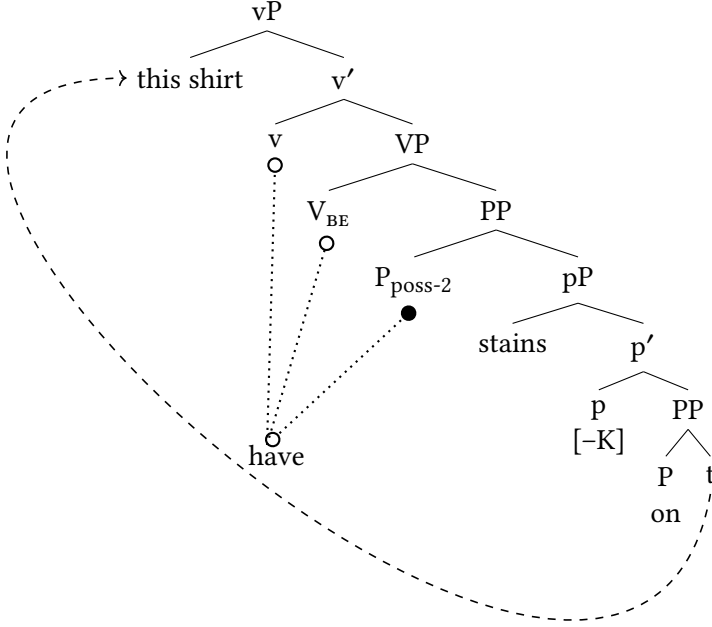 vP
this shirt v′
v VP
V_BE PP
P_poss-2 pP
stains p′
p PP
[–K]
have P t
on